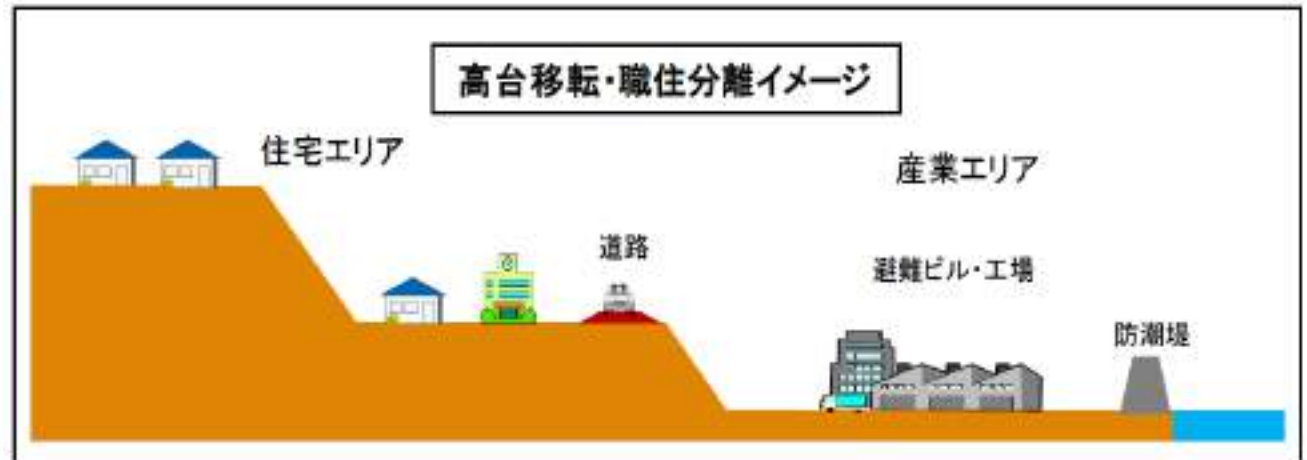 高台移転・職住分離イメージ
住宅エリア
産業エリア
道路
避難ビル・工場
防潮堤